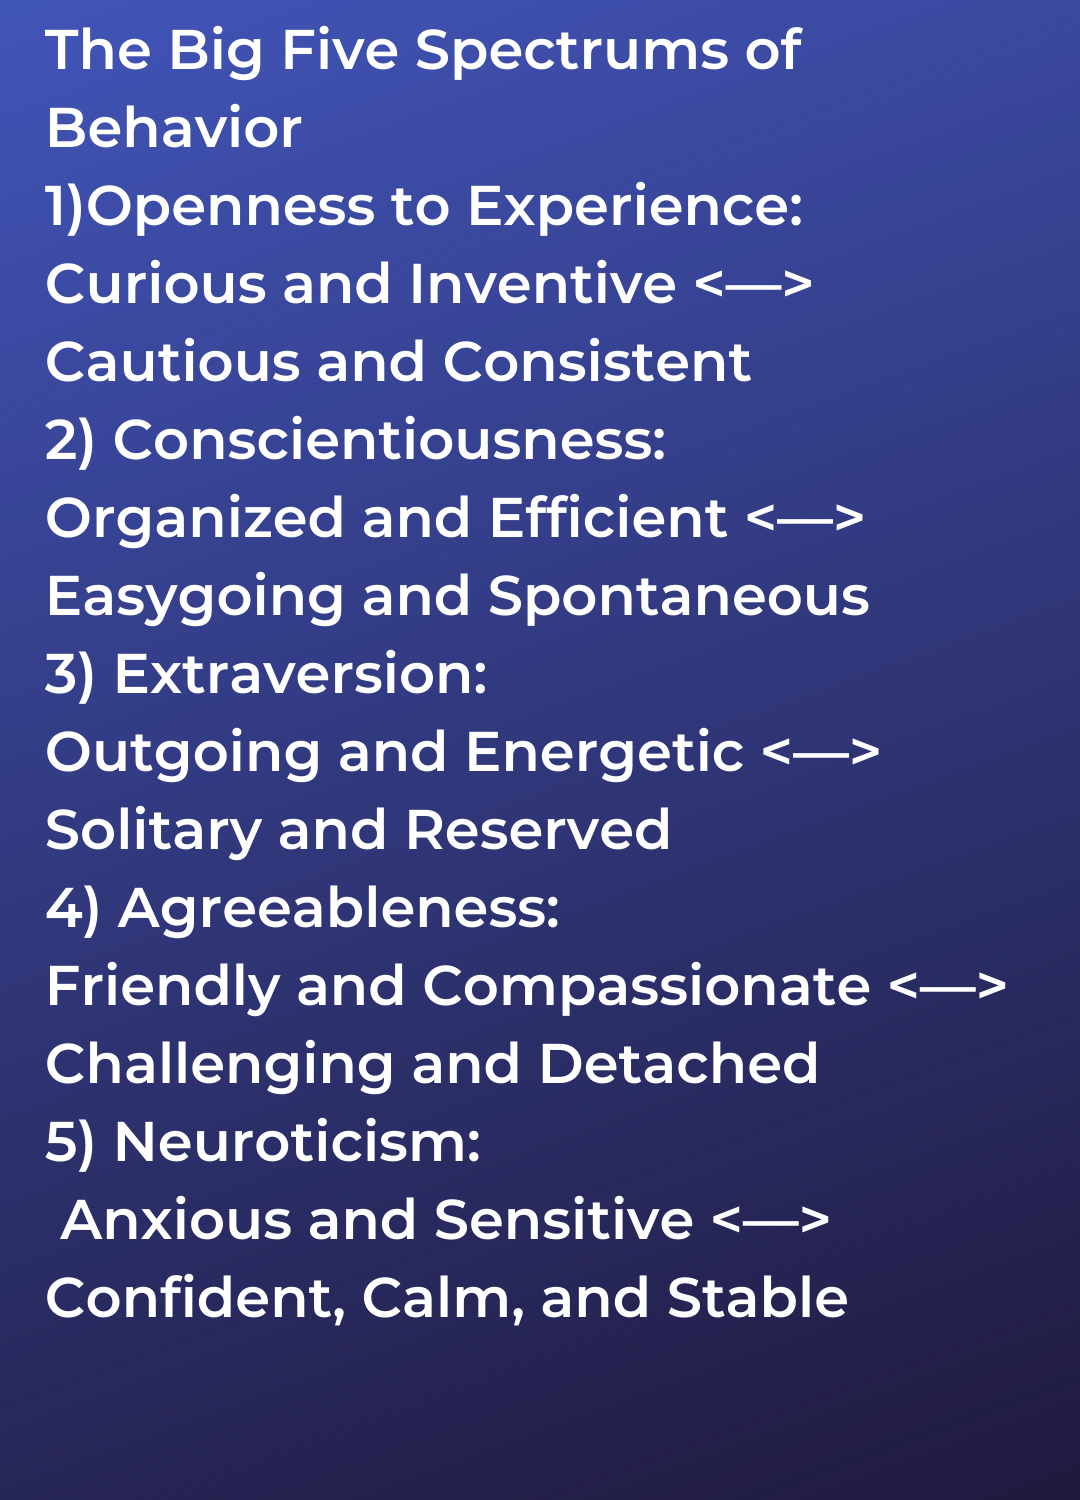 The Big Five Spectrums of
Behavior
1)Openness to Experience:
Curious and Inventive <—>
Cautious and Consistent
2) Conscientiousness:
Organized and Efficient <—>
Easygoing and Spontaneous
3) Extraversion:
Outgoing and Energetic <—>
Solitary and Reserved
4) Agreeableness:
Friendly and Compassionate <—>
Challenging and Detached
5) Neuroticism:
Anxious and Sensitive <—>
Confident, Calm, and Stable